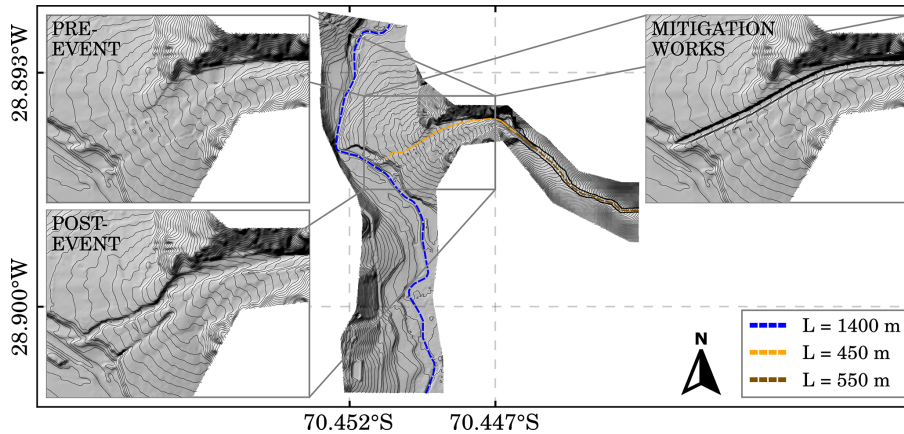 PRE-
EVENT
MITIGATION
WORKS
28.893°W
POST-
EVENT
28.900°W
N
L = 1400 m
L = 450 m
L = 550 m
70.452°S
70.447°S